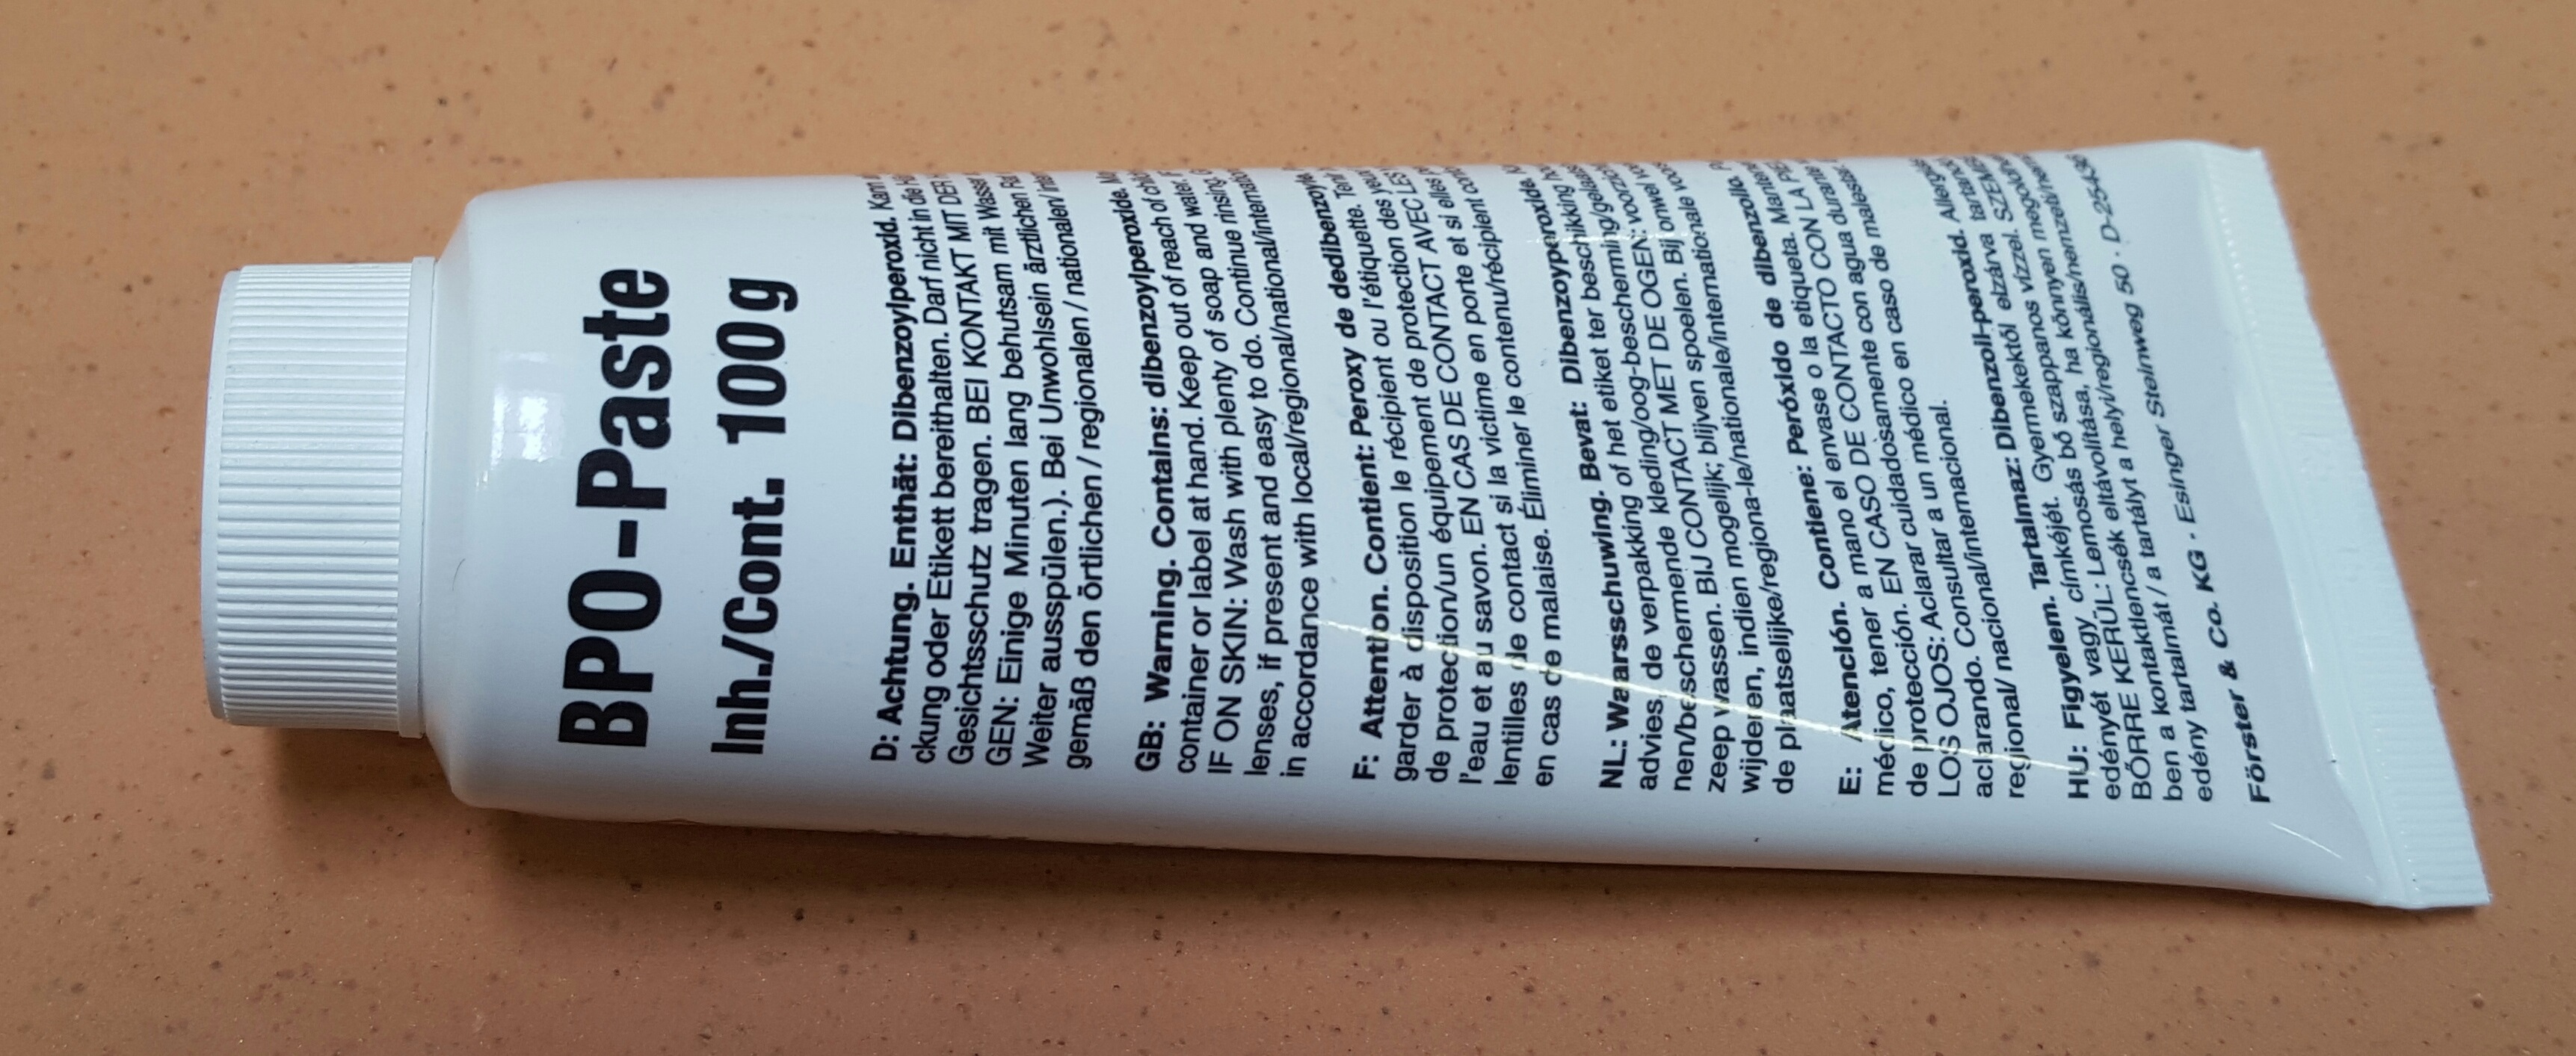 BPO-Paste
Inh./Cont. 100g
D: Achtung. Enthät: Dibenzoylperoxid. Kann
ckung oder Etikett bereithalten. Darf nicht in die
Gesichtsschutz tragen. BEI KONTAKT MIT DER
GEN: Einige Minuten lang behutsam mit Wasser
Weiter ausspülen.). Bei Unwohlsein ärztlichen
gemäß den örtlichen / regionalen / nationalen/
GB: Warning. Contains: dibenzoylperoxide.
container or label at hand. Keep out of reach of
IF ON SKIN: Wash with plenty of soap and water.
lenses, if present and easy to do. Continue rinsing.
in accordance with local/regional/national/
F: Attention. Contient: Peroxy de dedibenzoyle.
garder à disposition le récipient ou l'étiquette. Tenir
de protection/un équipement de protection des yeux
l'eau et au savon. EN CAS DE CONTACT AVEC LES
lentilles de contact si la victime en porte et si elles
en cas de malaise. Éliminer le contenu/récipient
NL: Waarsschuwing. Bevat: Dibenzoyperoxide.
advies, de verpakking of het etiket ter beschikking
nen/beschermende kleding/oog-bescherming/
zeep wassen. BIJ CONTACT MET DE OGEN:
wijderen, indien mogelijk; blijven spoelen. Bij onwel
de plaatselijke/regiona-le/nationale/internationale
E: Atención. Contiene: Peróxido de dibenzollo.
médico, tener a mano el envase o la etiqueta.
de protección. EN CASO DE CONTACTO CON LA
LOS OJOS: Aclarar cuidadosamente con agua
aclarando. Consultar a un médico en caso de
regional/ nacional/internacional.
HU: Figyelem. Tartalmaz: Dibenzoil-peroxid.
edényét vagy címkéjét. Gyermekektől elzárva
BŐRRE KERÜL: Lemosás bő szappanos vízzel.
ben a kontaktlencsék eltávolítása, ha könnyen
edény tartalmát / a tartályt a helyi/regionális/
Förster & Co. KG · Esinger Steinweg 50 ·